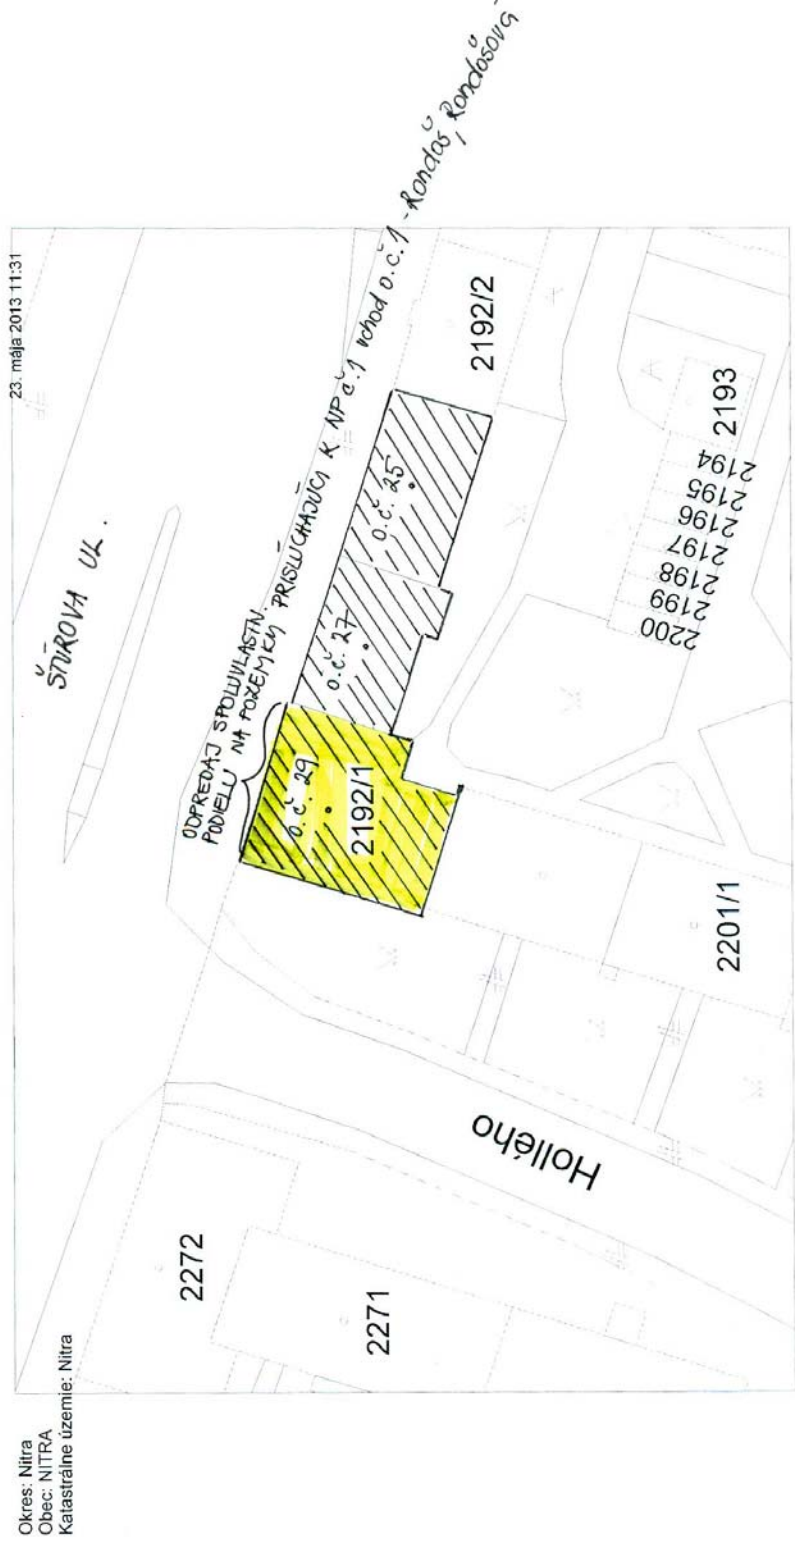 Okres: Nitra
Obec: NITRA
Katastrálne územie: Nitra
23. mája 2013 11:31
ŠTÚROVA UL.
ODPREDAJ SPOLUVLASTN.
PODIELU NA POZEMKY PRISLÚCHAJÚCI K NP č.1 vchod o.č.1 - Rondoš, Rondošová
o.č. 29
2192/1
o.č. 27
o.č. 25
2192/2
2272
2271
Hollého
2201/1
2200
2199
2198
2197
2196
2195
2194
2193